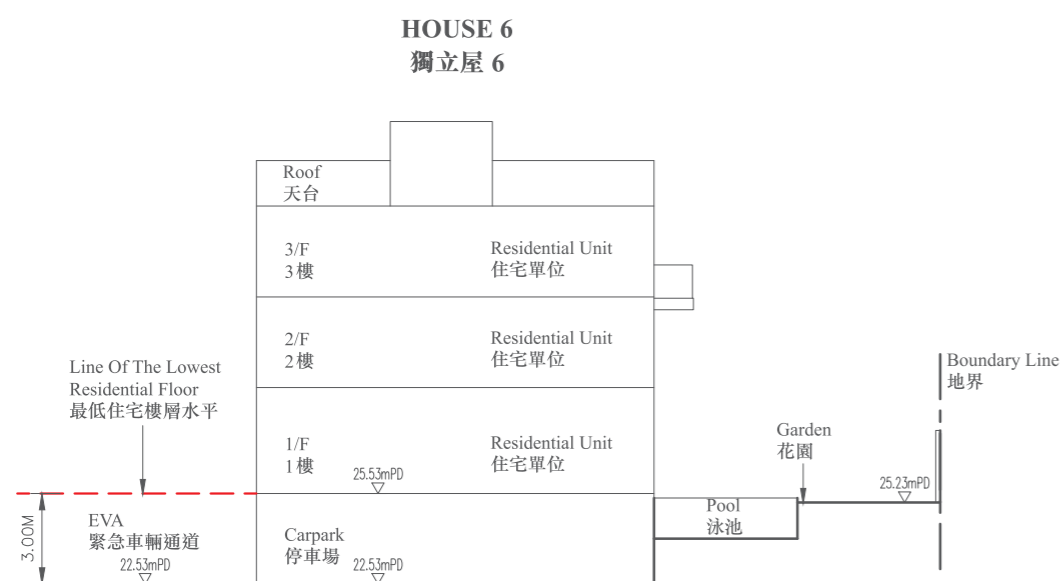 HOUSE 6
獨立屋 6
Roof
天台
3/F
3樓
Residential Unit
住宅單位
2/F
2樓
Residential Unit
住宅單位
Line Of The Lowest
Residential Floor
最低住宅樓層水平
Boundary Line
地界
1/F
1樓
25.53mPD
Residential Unit
住宅單位
Garden
花園
25.23mPD
3.00M
EVA
緊急車輛通道
22.53mPD
Carpark
停車場
22.53mPD
Pool
泳池